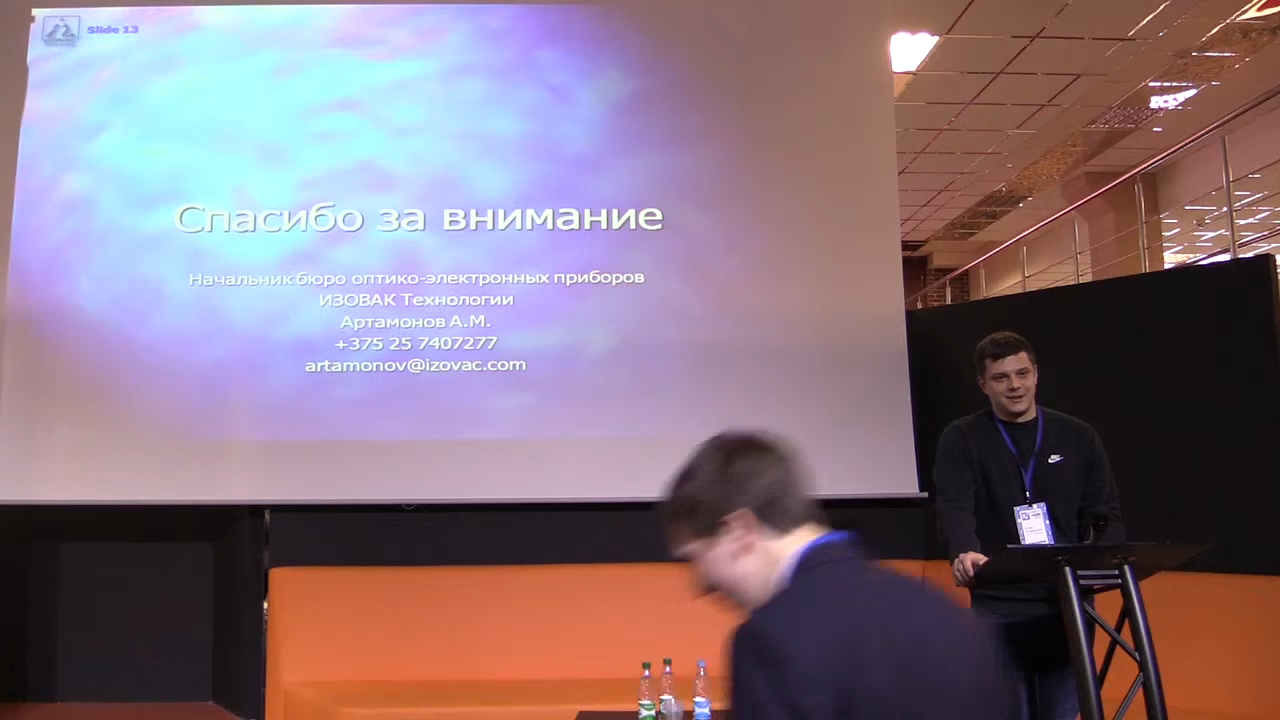 Slide 13
Спасибо за внимание
Начальник бюро оптико-электронных приборов
ИЗОВАК Технологии
Артамонов А.М.
+375 25 7407277
artamonov@izovac.com